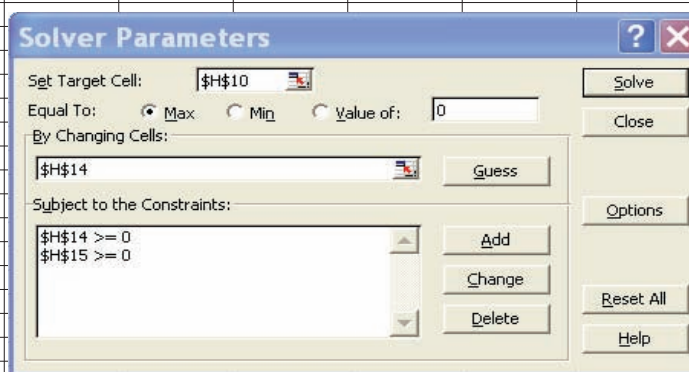 Solver Parameters
Set Target Cell: $H$10 Solve
Equal To: Max Min Value of: 0 Close
By Changing Cells:
$H$14 Guess
Subject to the Constraints: Options
$H$14 >= 0 Add
$H$15 >= 0
Change
Reset All
Delete
Help